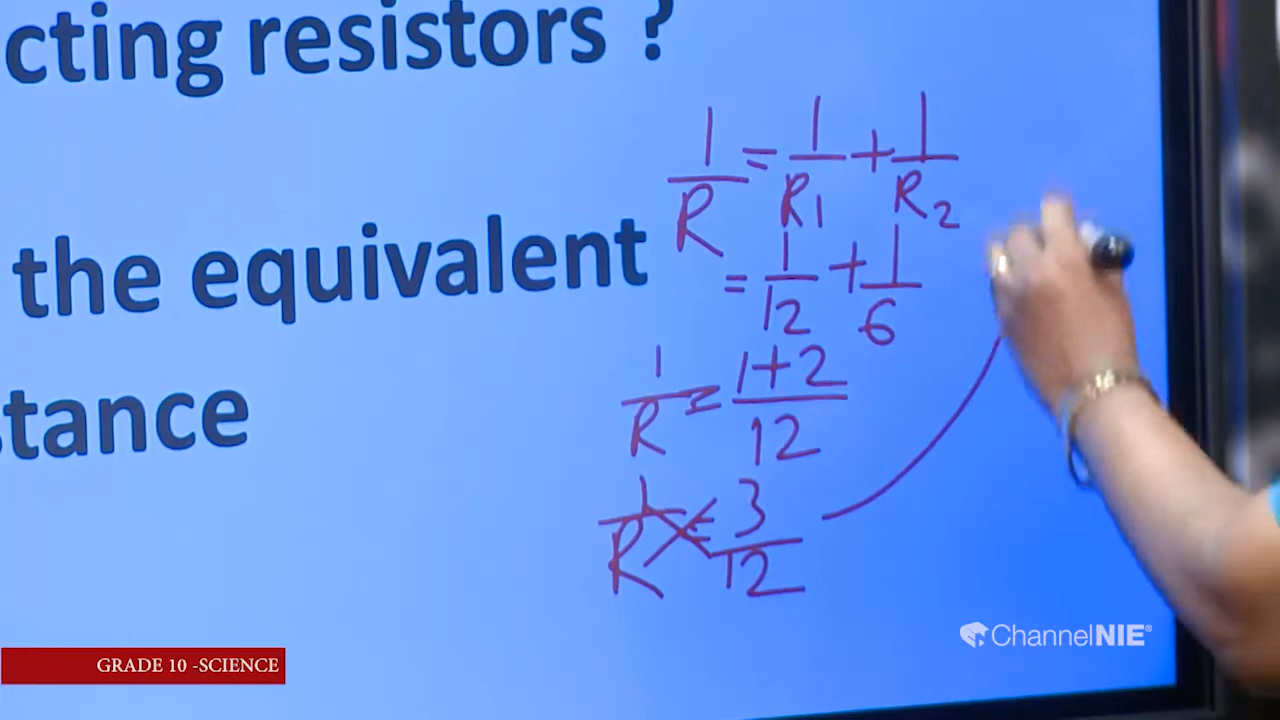 cting resistors ?
1/R = 1/R1 + 1/R2
the equivalent
= 1/12 + 1/6
1/R = 1+2/12
stance
1/R = 3/12
ChannelNIE®
GRADE 10 -SCIENCE